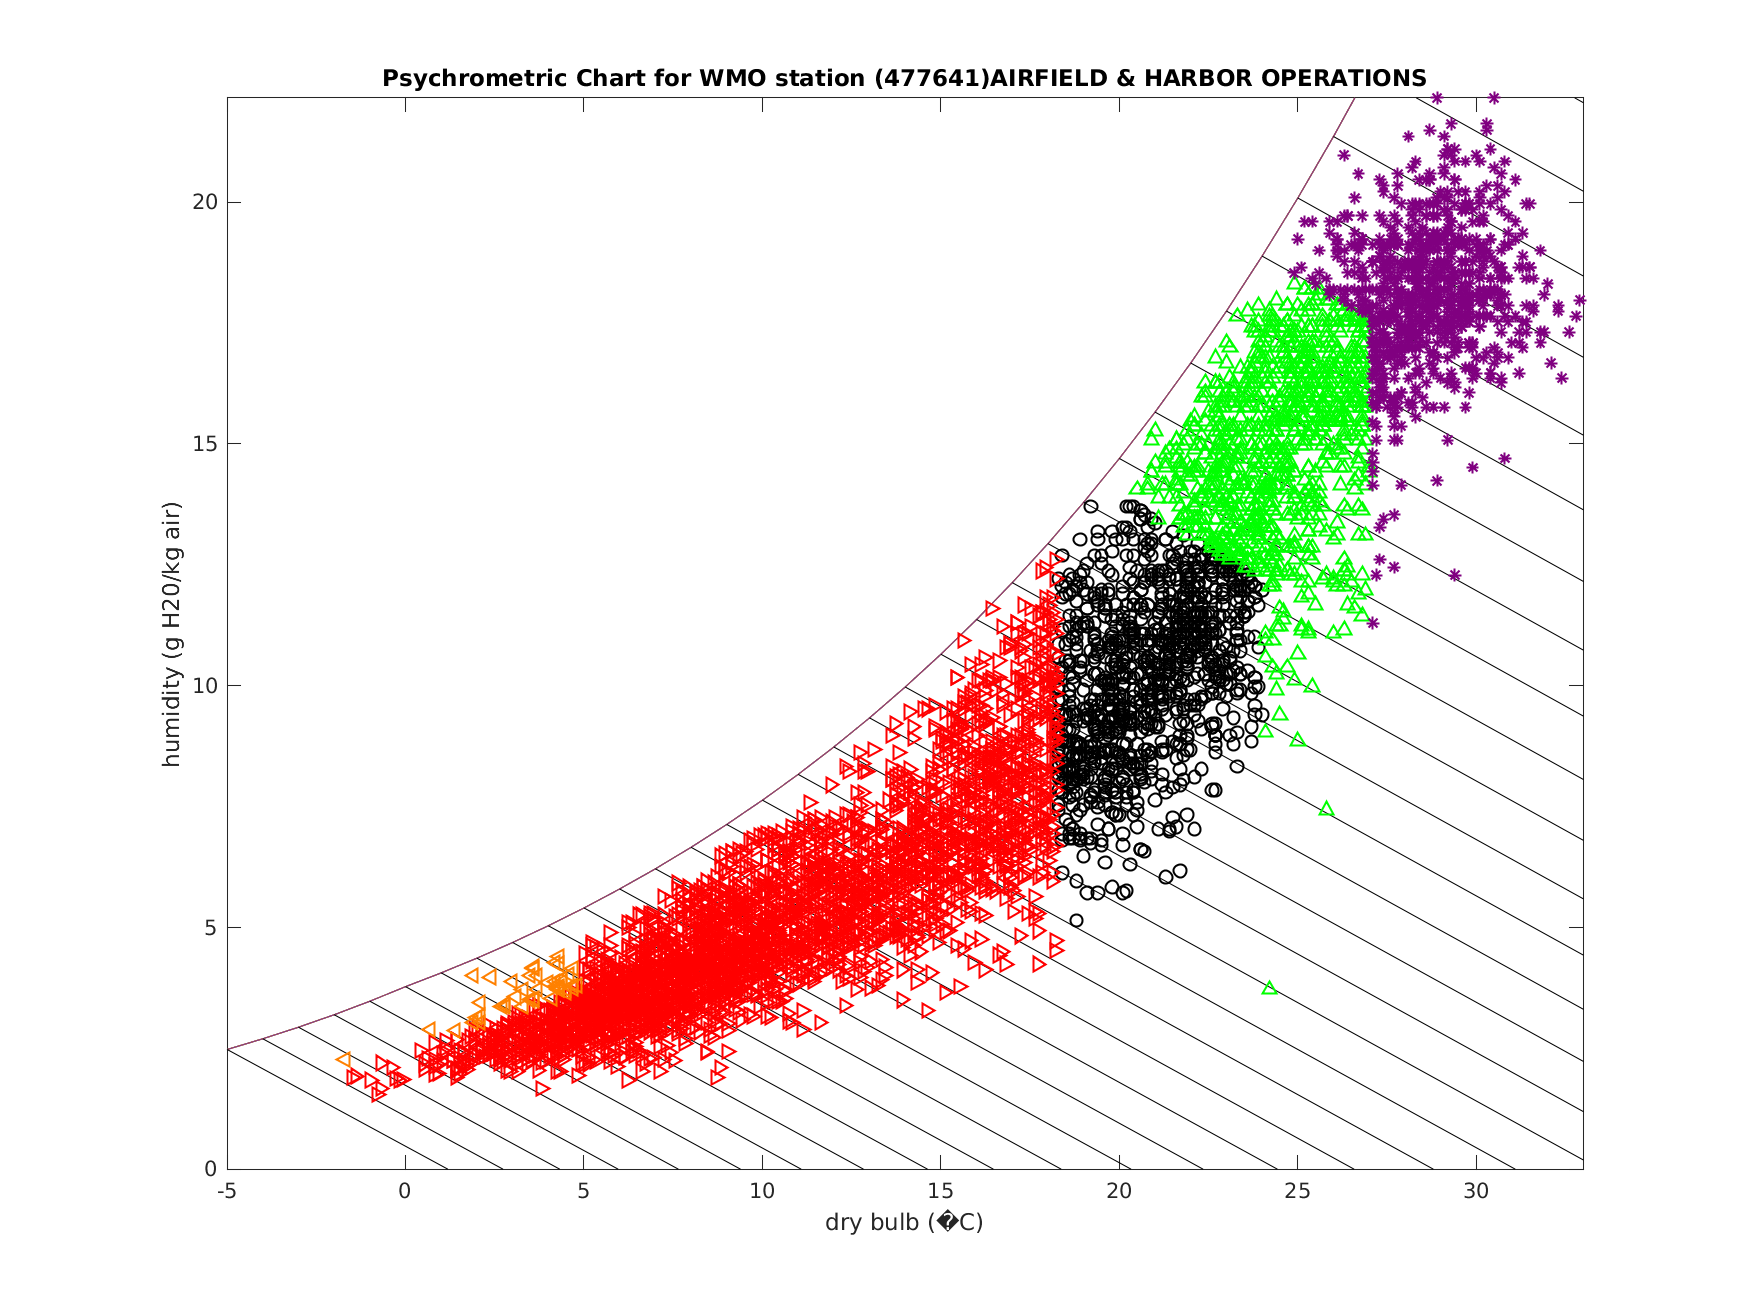 Psychrometric Chart for WMO station (477641)AIRFIELD & HARBOR OPERATIONS
humidity (g H20/kg air)
20
15
10
5
0
-5 0 5 10 15 20 25 30
dry bulb (�C)